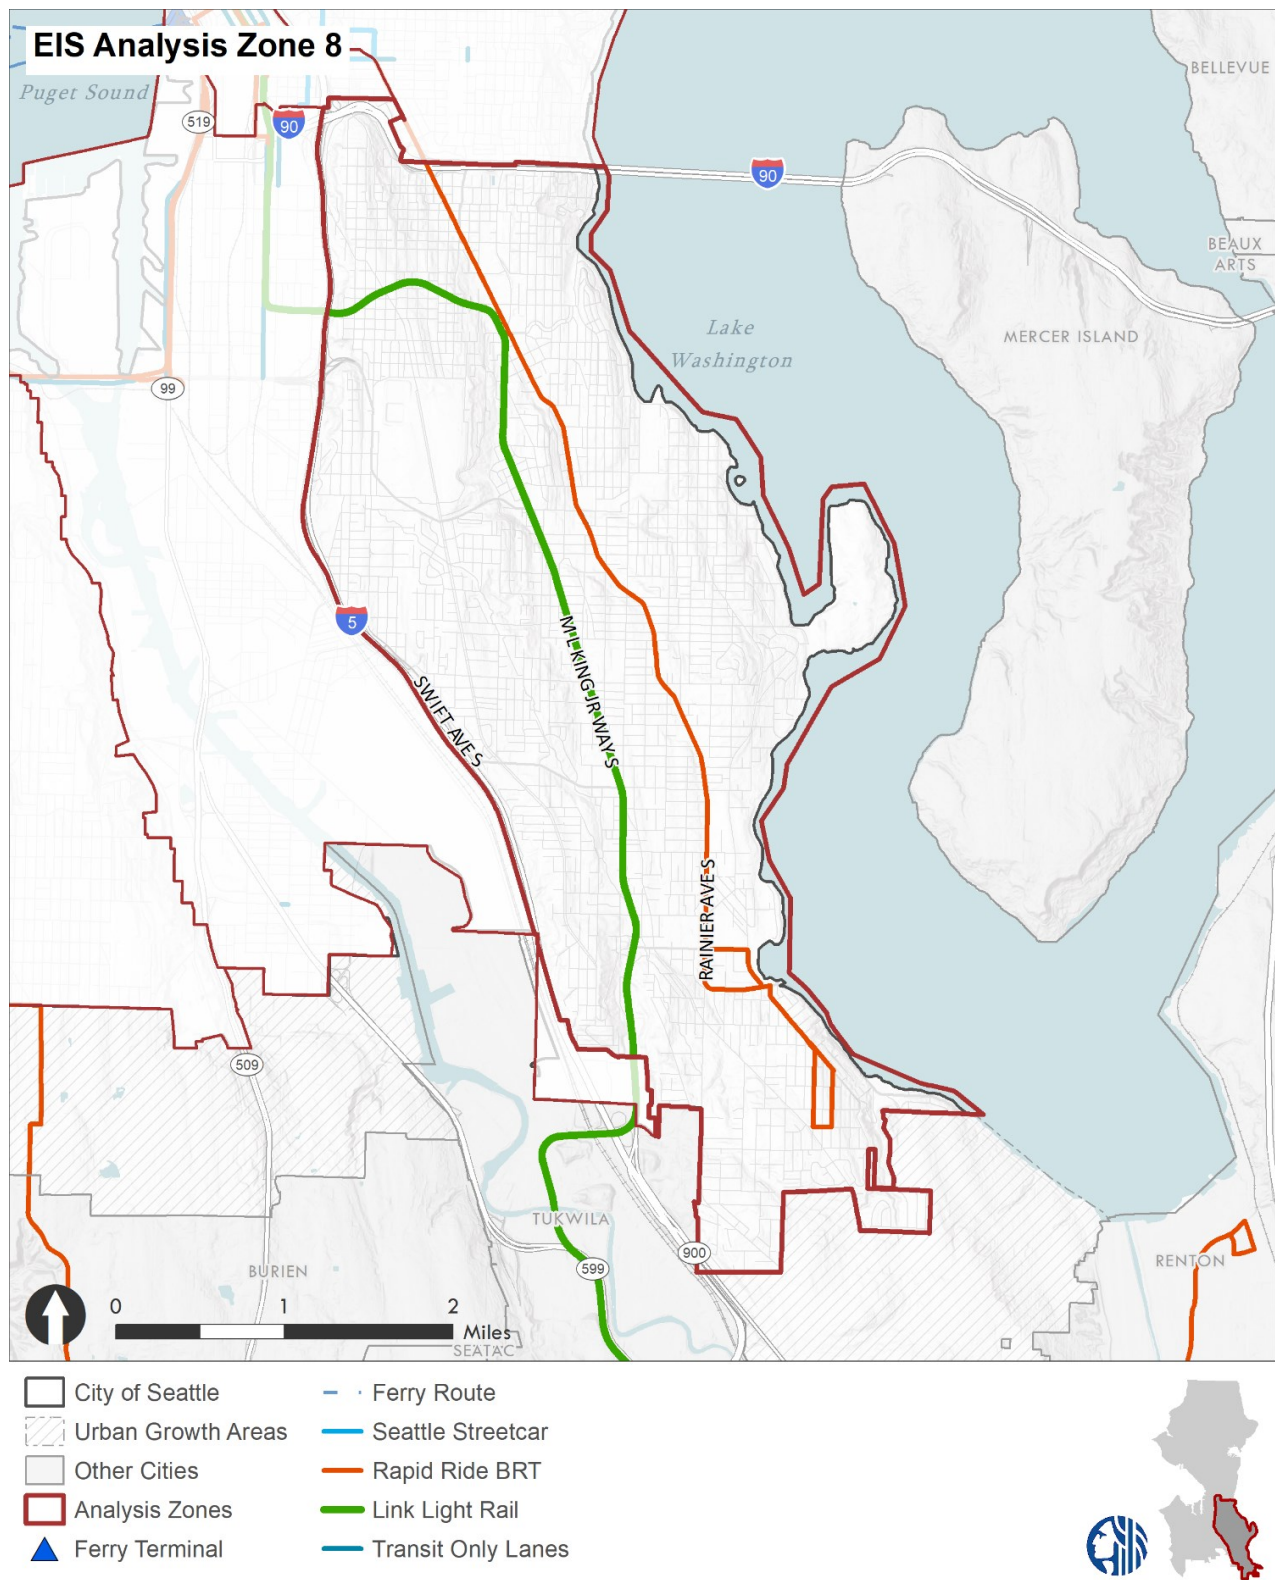 EIS Analysis Zone 8
Puget Sound
BELLEVUE
519
90
90
BEAUX
ARTS
Lake
Washington
MERCER ISLAND
99
5
SWIFT AVE S
M L KING JR WAY S
RAINIER AVE S
509
TUKWILA
900
599
BURIEN
RENTON
0 1 2
Miles
SEATAC
City of Seattle
Urban Growth Areas
Other Cities
Analysis Zones
Ferry Terminal
Ferry Route
Seattle Streetcar
Rapid Ride BRT
Link Light Rail
Transit Only Lanes